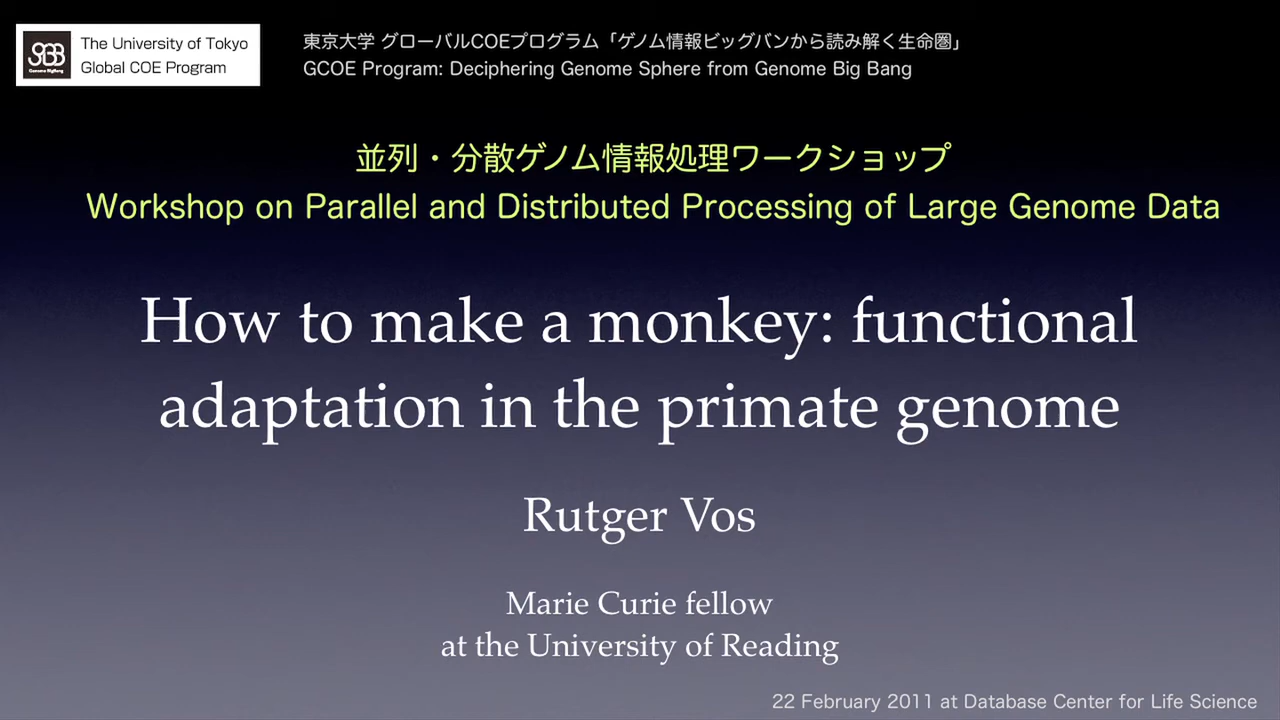 The University of Tokyo
Global COE Program
東京大学 グローバルCOEプログラム「ゲノム情報ビッグバンから読み解く生命圏」
GCOE Program: Deciphering Genome Sphere from Genome Big Bang
Genome BigBang
並列・分散ゲノム情報処理ワークショップ
Workshop on Parallel and Distributed Processing of Large Genome Data
How to make a monkey: functional
adaptation in the primate genome
Rutger Vos
Marie Curie fellow
at the University of Reading
22 February 2011 at Database Center for Life Science